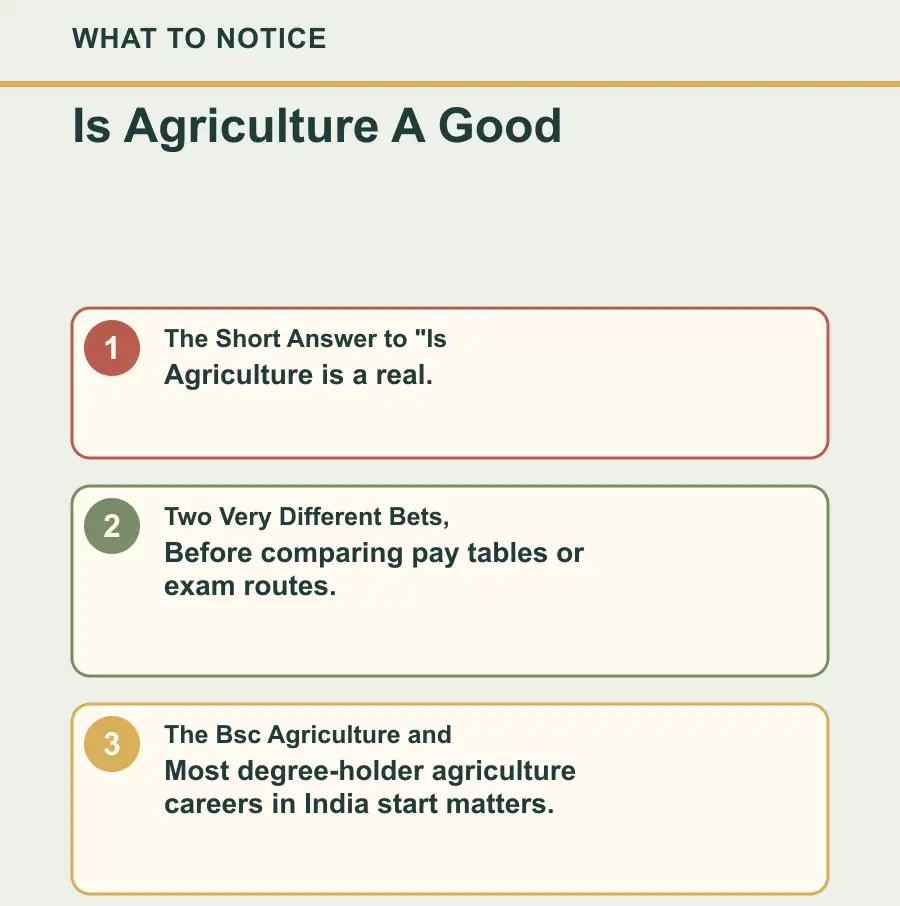 WHAT TO NOTICE
Is Agriculture A Good
1
The Short Answer to "Is
Agriculture is a real.
2
Two Very Different Bets,
Before comparing pay tables or
exam routes.
3
The Bsc Agriculture and
Most degree-holder agriculture
careers in India start matters.